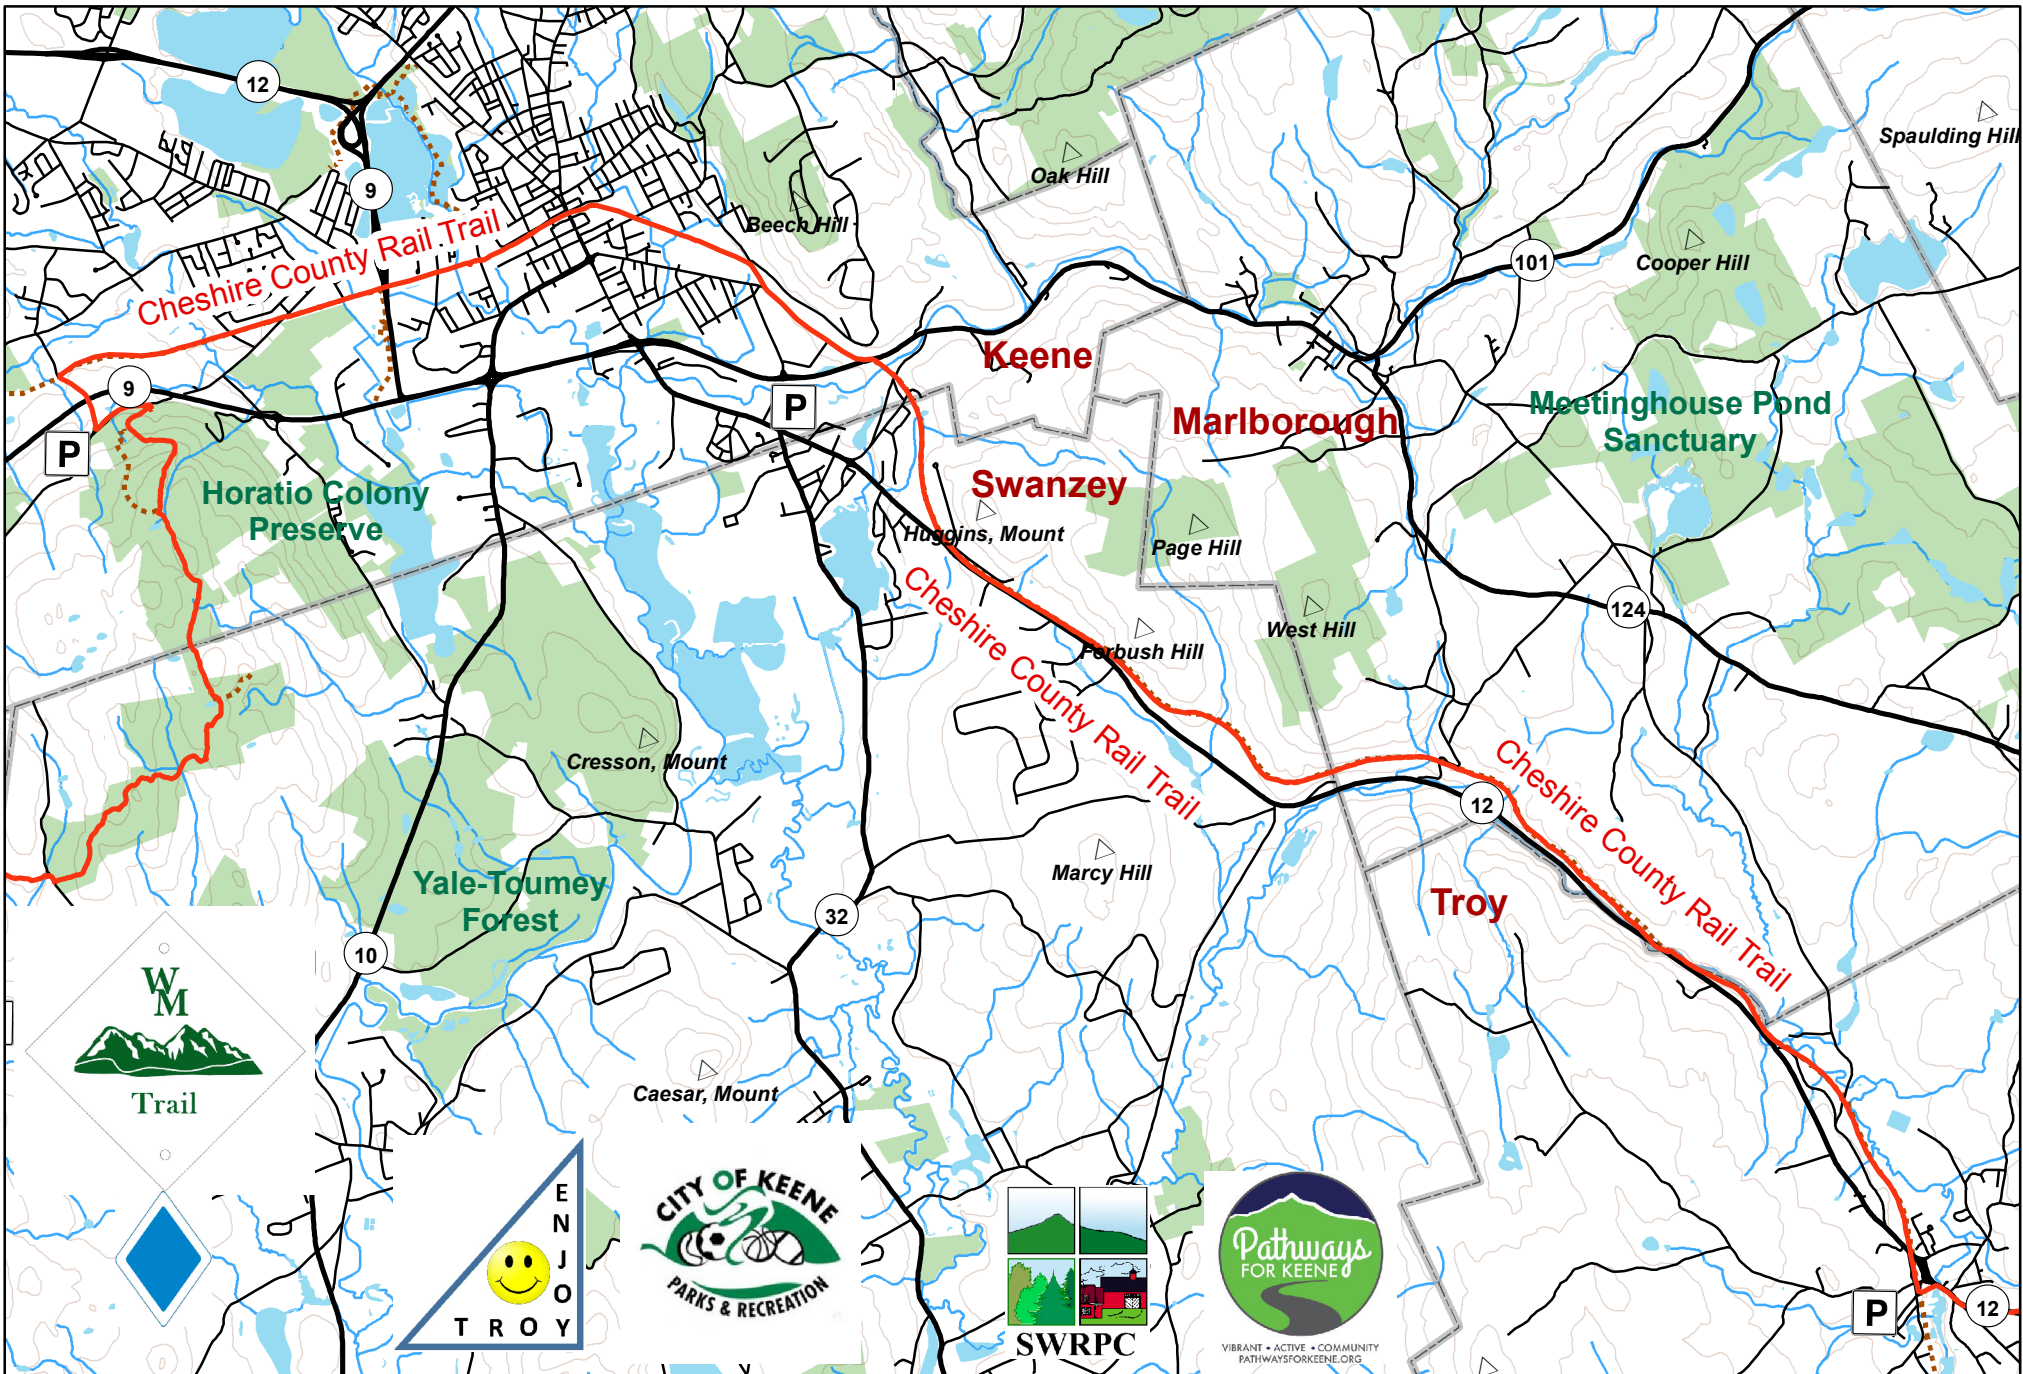 12
Spaulding Hill
Oak Hill
9
Beech Hill
Cheshire County Rail Trail
101
Cooper Hill
Keene
9
P
Marlborough
Meetinghouse Pond
Sanctuary
P
Horatio Colony
Preserve
Swanzey
Huggins, Mount
Page Hill
Cheshire County Rail Trail
124
West Hill
Forbush Hill
Cresson, Mount
Cheshire County Rail Trail
12
Marcy Hill
Yale-Toumey
Forest
Troy
32
10
WM
Trail
Caesar, Mount
ENJOY
TROY
CITY OF KEENE
PARKS & RECREATION
SWRPC
Pathways
FOR KEENE
VIBRANT • ACTIVE • COMMUNITY
PATHWAYSFORKEENE.ORG
P
12